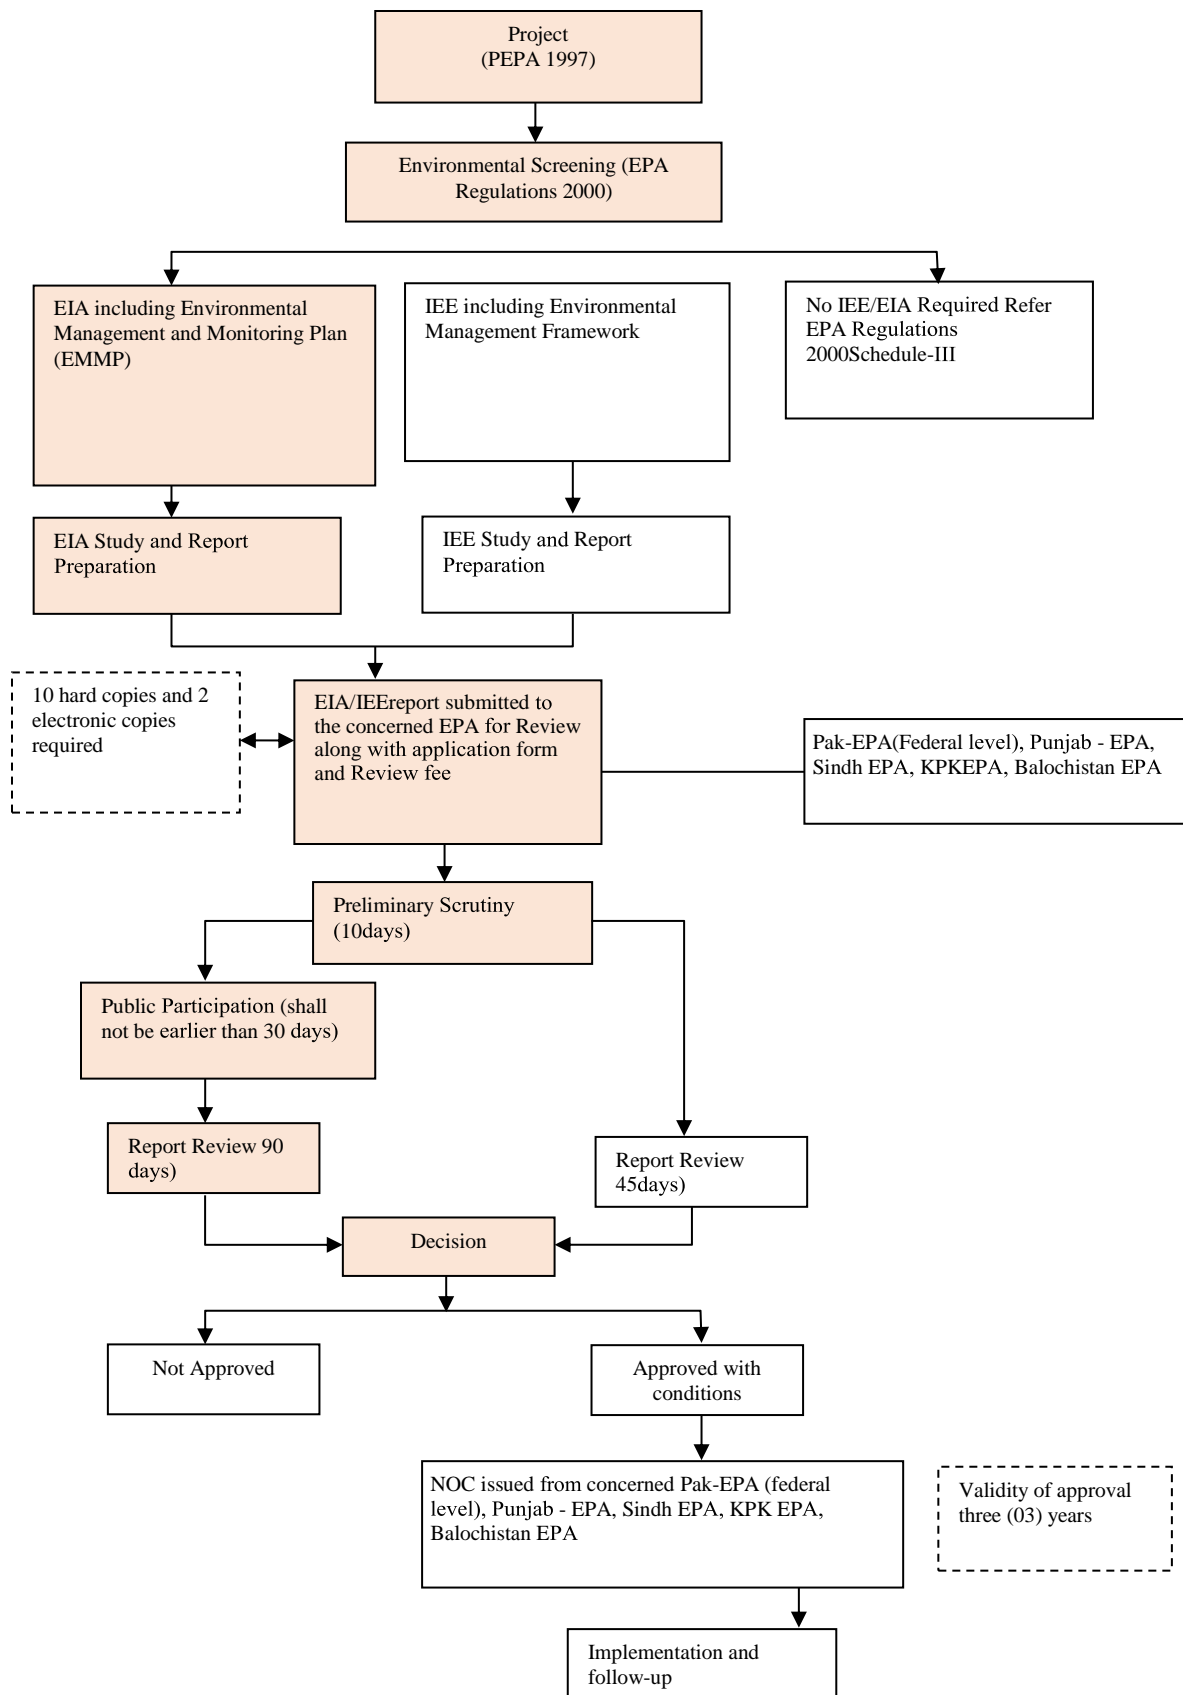 Project
(PEPA 1997)
Environmental Screening (EPA
Regulations 2000)
EIA including Environmental
Management and Monitoring Plan
(EMMP)
IEE including Environmental
Management Framework
No IEE/EIA Required Refer
EPA Regulations
2000Schedule-III
EIA Study and Report
Preparation
IEE Study and Report
Preparation
10 hard copies and 2
electronic copies
required
EIA/IEEreport submitted to
the concerned EPA for Review
along with application form
and Review fee
Pak-EPA(Federal level), Punjab - EPA,
Sindh EPA, KPKEPA, Balochistan EPA
Preliminary Scrutiny
(10days)
Public Participation (shall
not be earlier than 30 days)
Report Review 90
days)
Report Review
45days)
Decision
Not Approved
Approved with
conditions
NOC issued from concerned Pak-EPA (federal
level), Punjab - EPA, Sindh EPA, KPK EPA,
Balochistan EPA
Validity of approval
three (03) years
Implementation and
follow-up